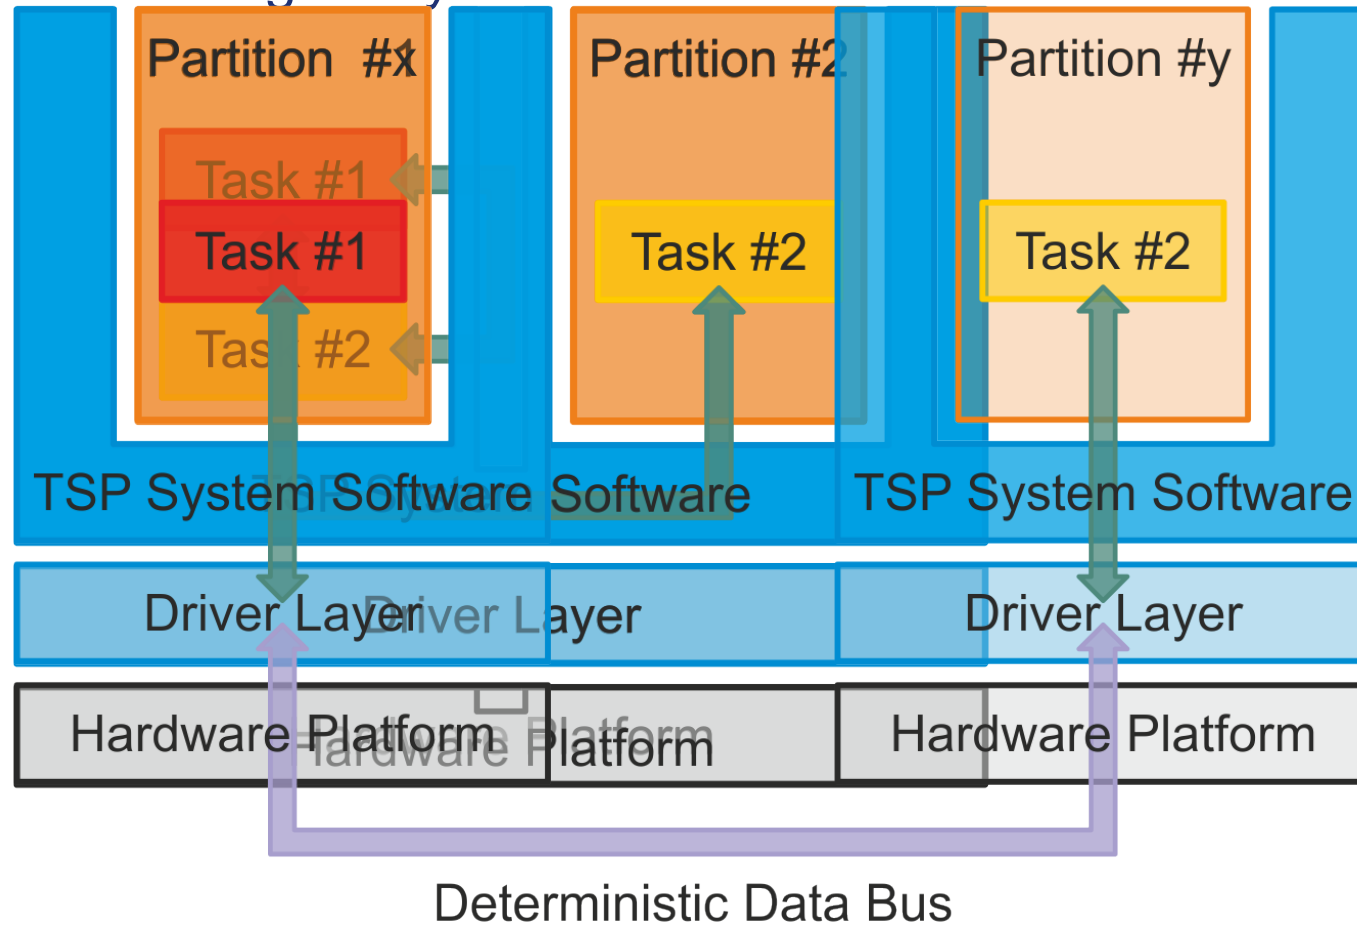 Partition #x
Partition #2
Partition #y
Task #1
Task #1
Task #2
Task #2
Task #2
TSP System Software
TSP System Software
TSP System Software
Driver Layer
Driver Layer
Driver Layer
Hardware Platform
Hardware Platform
Hardware Platform
Deterministic Data Bus